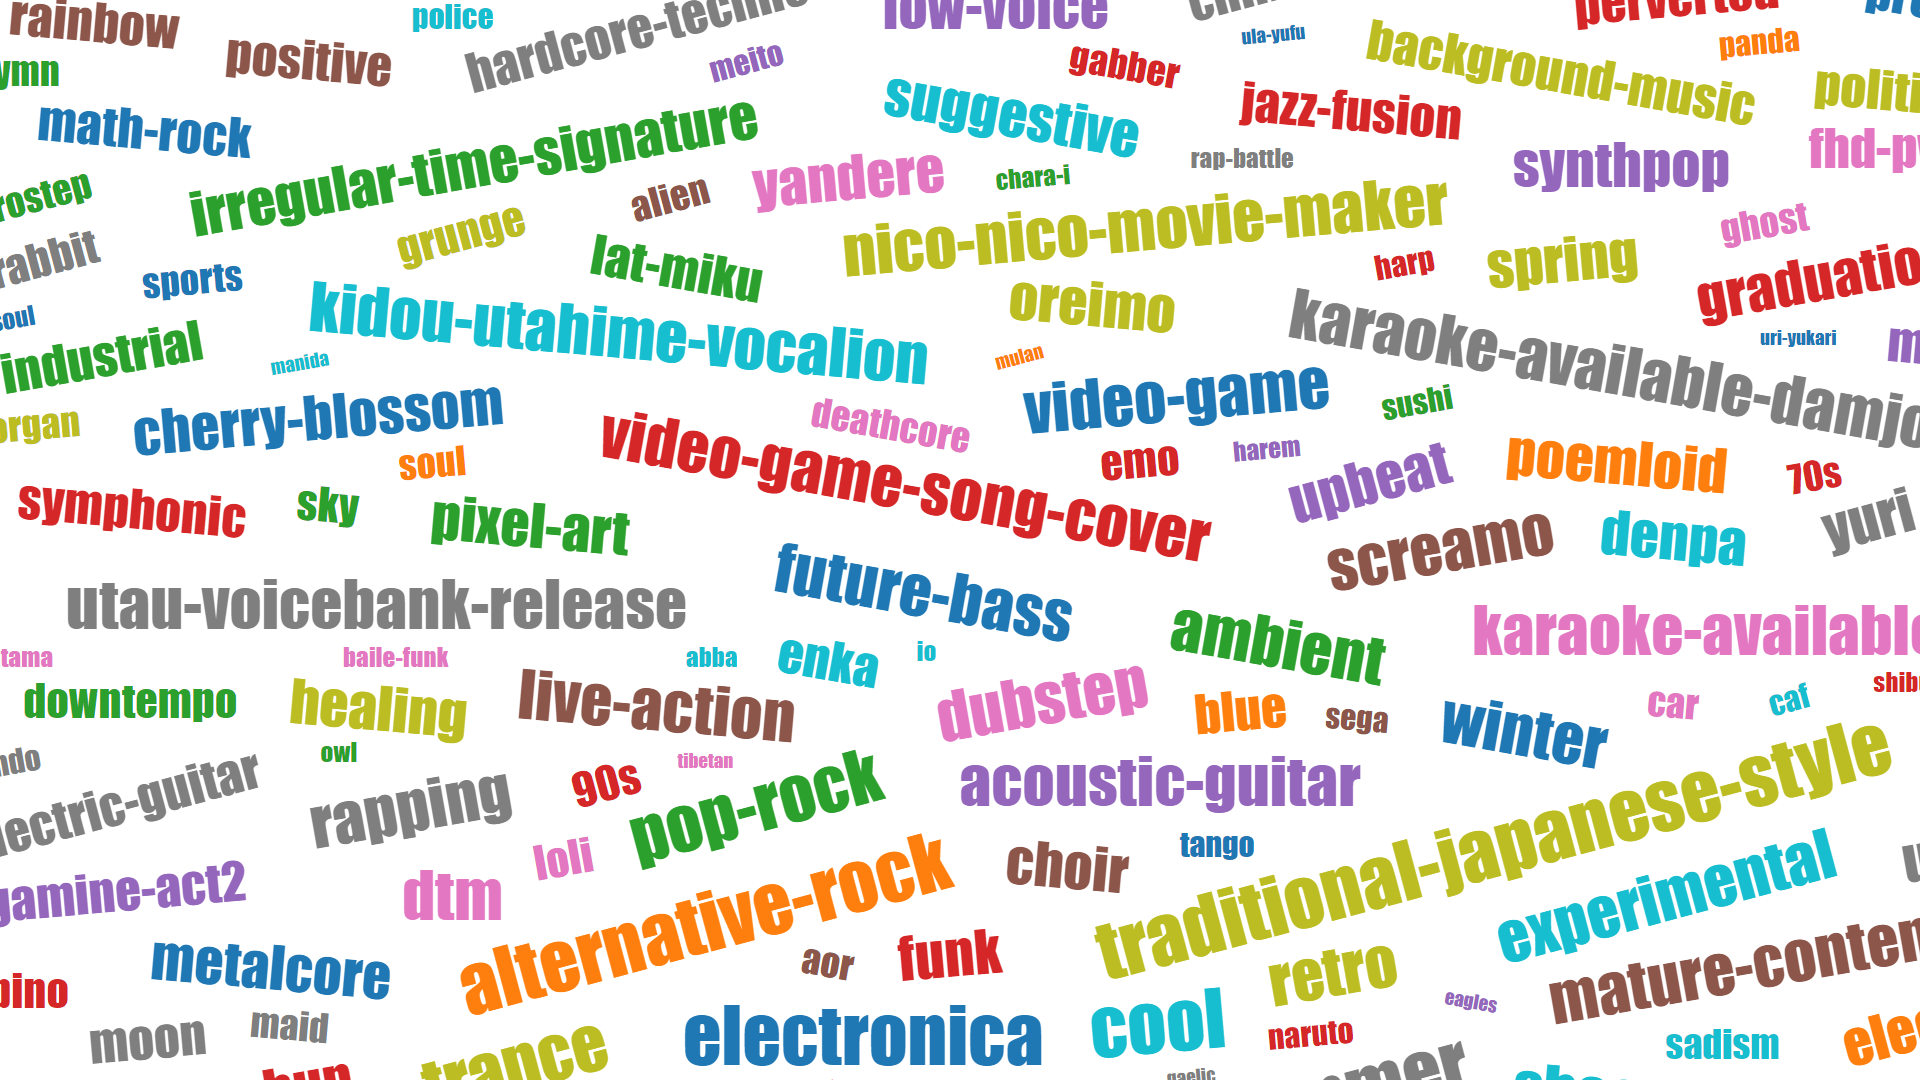 rainbow
positive
police
hardcore-techno
meito
low-voice
gabber
ula-yufu
background-music
perverted
panda
politi
ymn
math-rock
irregular-time-signature
suggestive
jazz-fusion
rap-battle
synthpop
fhd-pv
rostep
grunge
alien
yandere
chara-i
nico-nico-movie-maker
ghost
rabbit
sports
lat-miku
harp
spring
graduatio
soul
kidou-utahime-vocalion
oreimo
karaoke-available-damjo
uri-yukari
m
industrial
manida
mulan
video-game
sushi
organ
cherry-blossom
deathcore
video-game-song-cover
emo
harem
upbeat
poemloid
70s
soul
symphonic
sky
pixel-art
screamo
denpa
yuri
utau-voicebank-release
future-bass
ambient
karaoke-available
tama
baile-funk
abba
enka
io
downtempo
healing
live-action
dubstep
blue
sega
winter
car
caf
shib
ndo
owl
tibetan
lectric-guitar
rapping
90s
pop-rock
acoustic-guitar
traditional-japanese-style
loli
choir
tango
experimental
gamine-act2
dtm
alternative-rock
metalcore
aor
funk
retro
eagles
mature-conten
pino
moon
maid
trance
electronica
cool
naruto
sadism
elec
bun
gaelic
mer